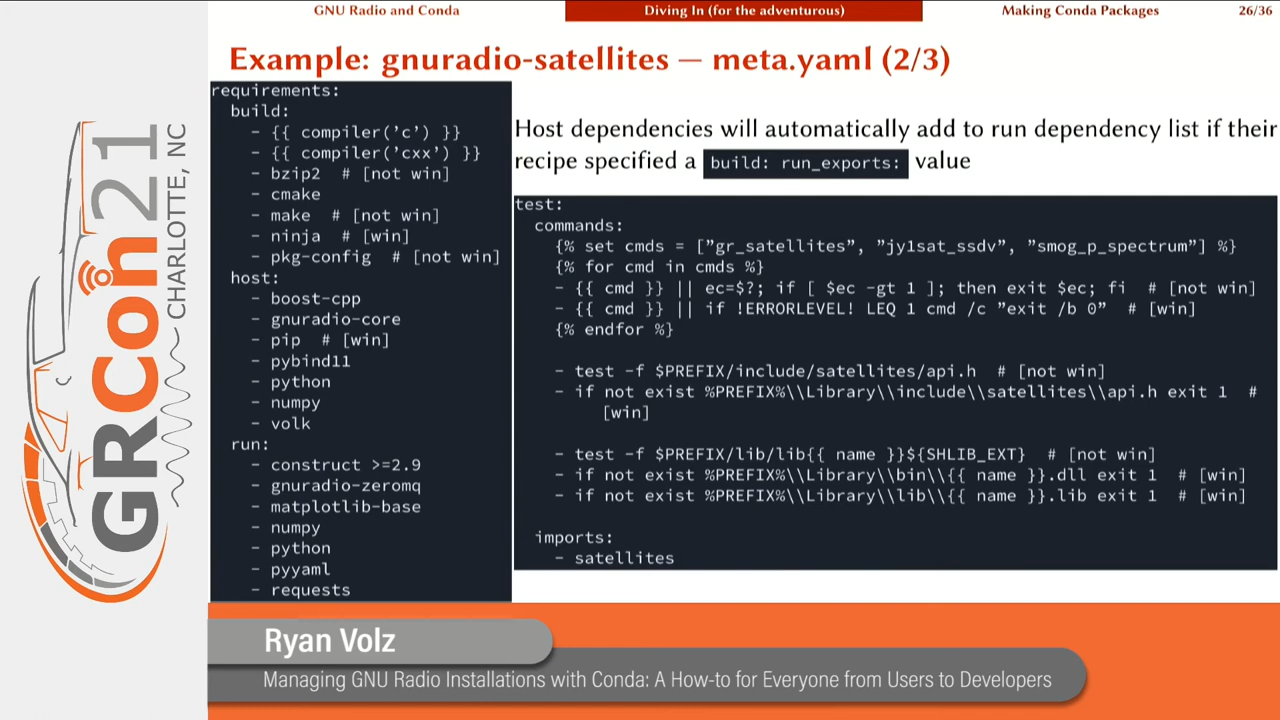 GNU Radio and Conda
Diving In (for the adventurous)
Making Conda Packages
26/36
Example: gnuradio-satellites — meta.yaml (2/3)
requirements:
build:
- {{ compiler('c') }}
- {{ compiler('cxx') }}
- bzip2 # [not win]
- cmake
- make # [not win]
- ninja # [win]
- pkg-config # [not win]
host:
- boost-cpp
- gnuradio-core
- pip # [win]
- pybind11
- python
- numpy
- volk
run:
- construct >=2.9
- gnuradio-zeromq
- matplotlib-base
- numpy
- python
- pyyaml
- requests
Host dependencies will automatically add to run dependency list if their
recipe specified a build: run_exports: value
test:
commands:
{% set cmds = ["gr_satellites", "jy1sat_ssdv", "smog_p_spectrum"] %}
{% for cmd in cmds %}
- {{ cmd }} || ec=$?; if [ $ec -gt 1 ]; then exit $ec; fi # [not win]
- {{ cmd }} || if !ERRORLEVEL! LEQ 1 cmd /c "exit /b 0" # [win]
{% endfor %}
- test -f $PREFIX/include/satellites/api.h # [not win]
- if not exist %PREFIX%\\Library\\include\\satellites\\api.h exit 1 #
[win]
- test -f $PREFIX/lib/lib{{ name }}${SHLIB_EXT} # [not win]
- if not exist %PREFIX%\\Library\\bin\\{{ name }}.dll exit 1 # [win]
- if not exist %PREFIX%\\Library\\lib\\{{ name }}.lib exit 1 # [win]
imports:
- satellites
GRCon21
CHARLOTTE, NC
Ryan Volz
Managing GNU Radio Installations with Conda: A How-to for Everyone from Users to Developers